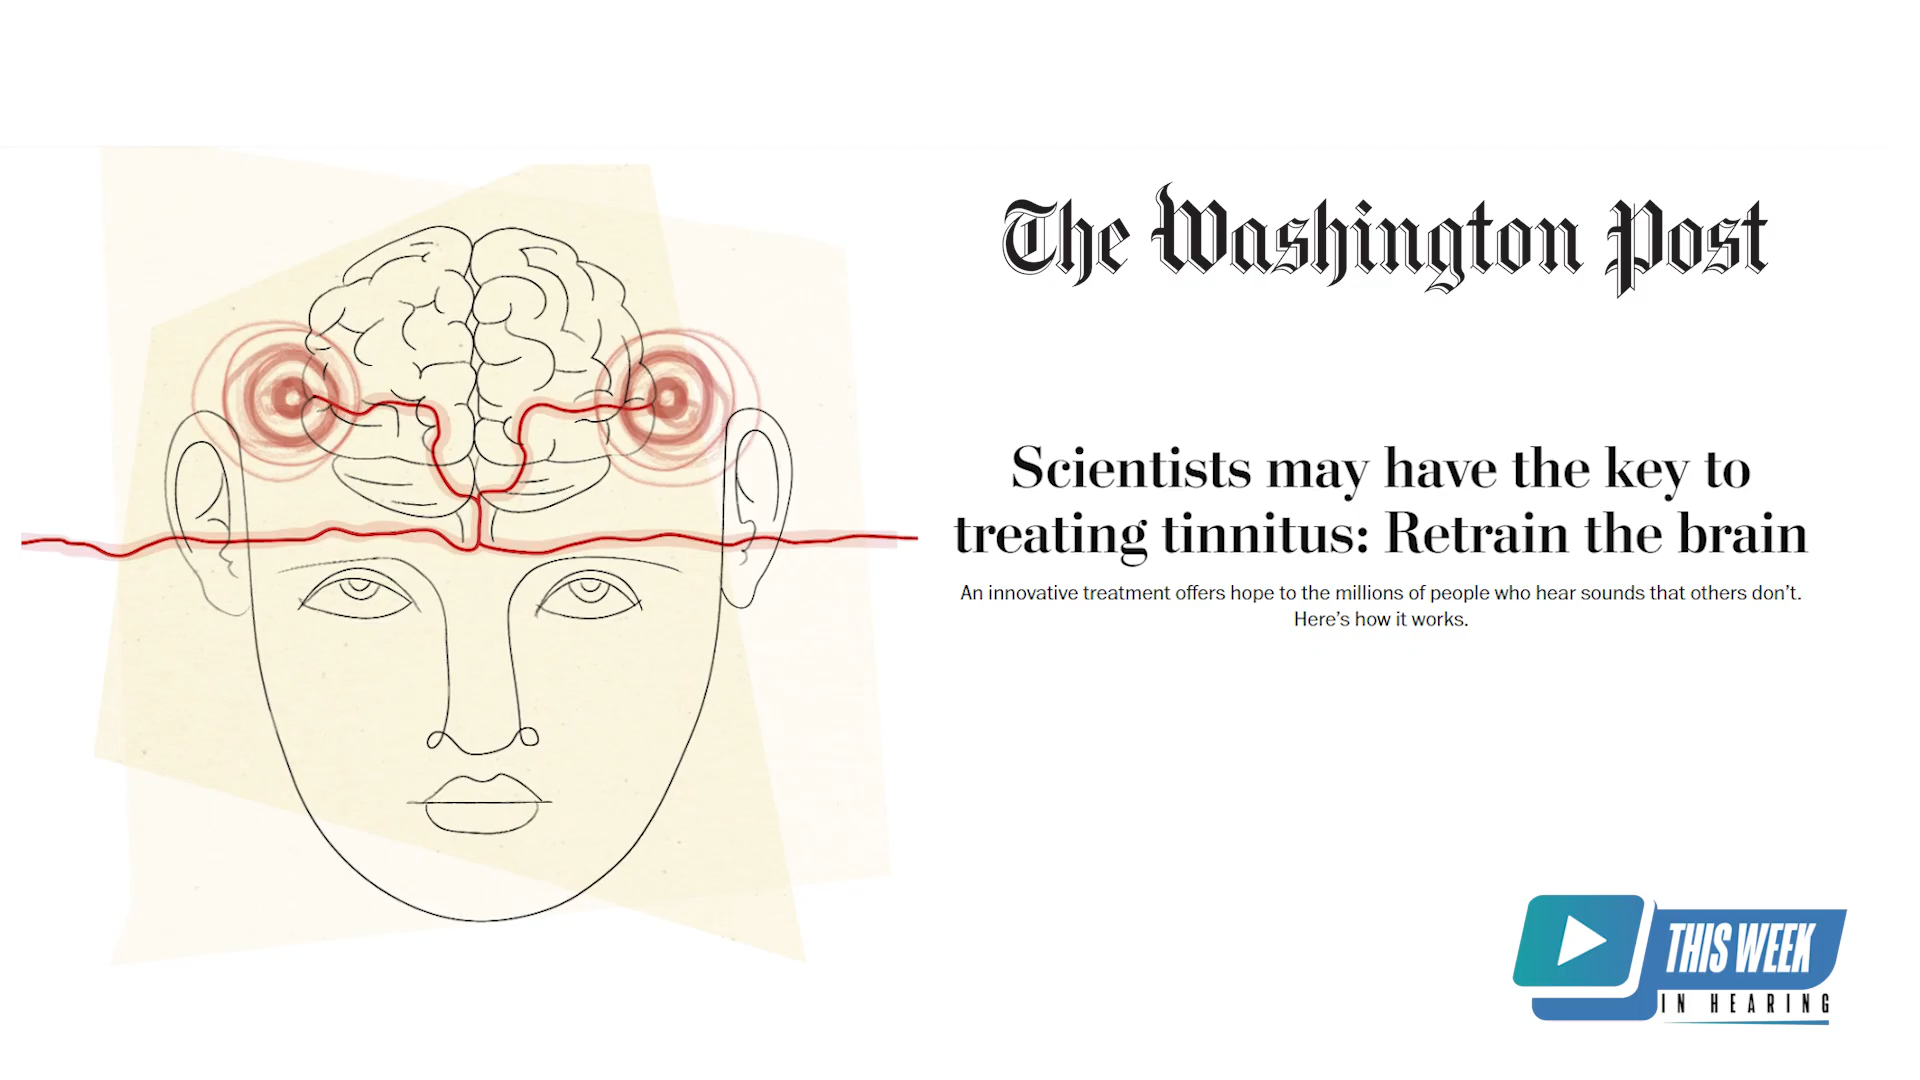 The Washington Post
Scientists may have the key to
treating tinnitus: Retrain the brain
An innovative treatment offers hope to the millions of people who hear sounds that others don’t.
Here’s how it works.
THIS WEEK
IN HEARING